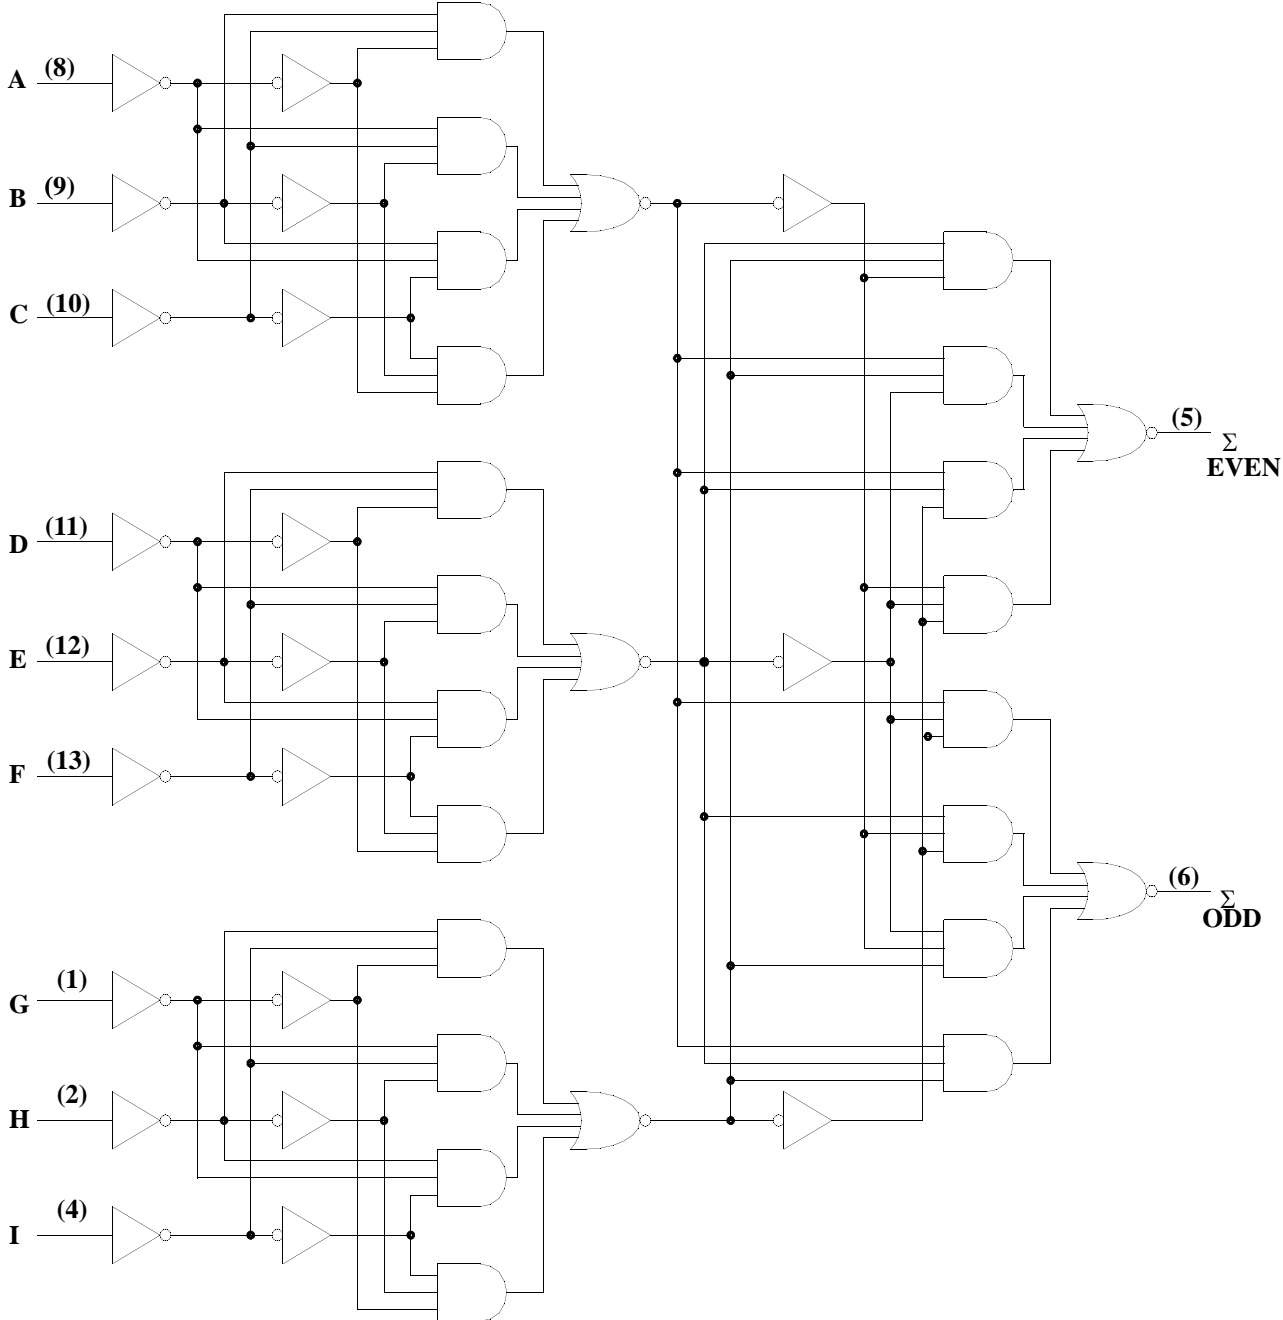 A (8)
B (9)
C (10)
D (11)
E (12)
F (13)
G (1)
H (2)
I (4)
(5)
Σ
EVEN
(6)
Σ
ODD